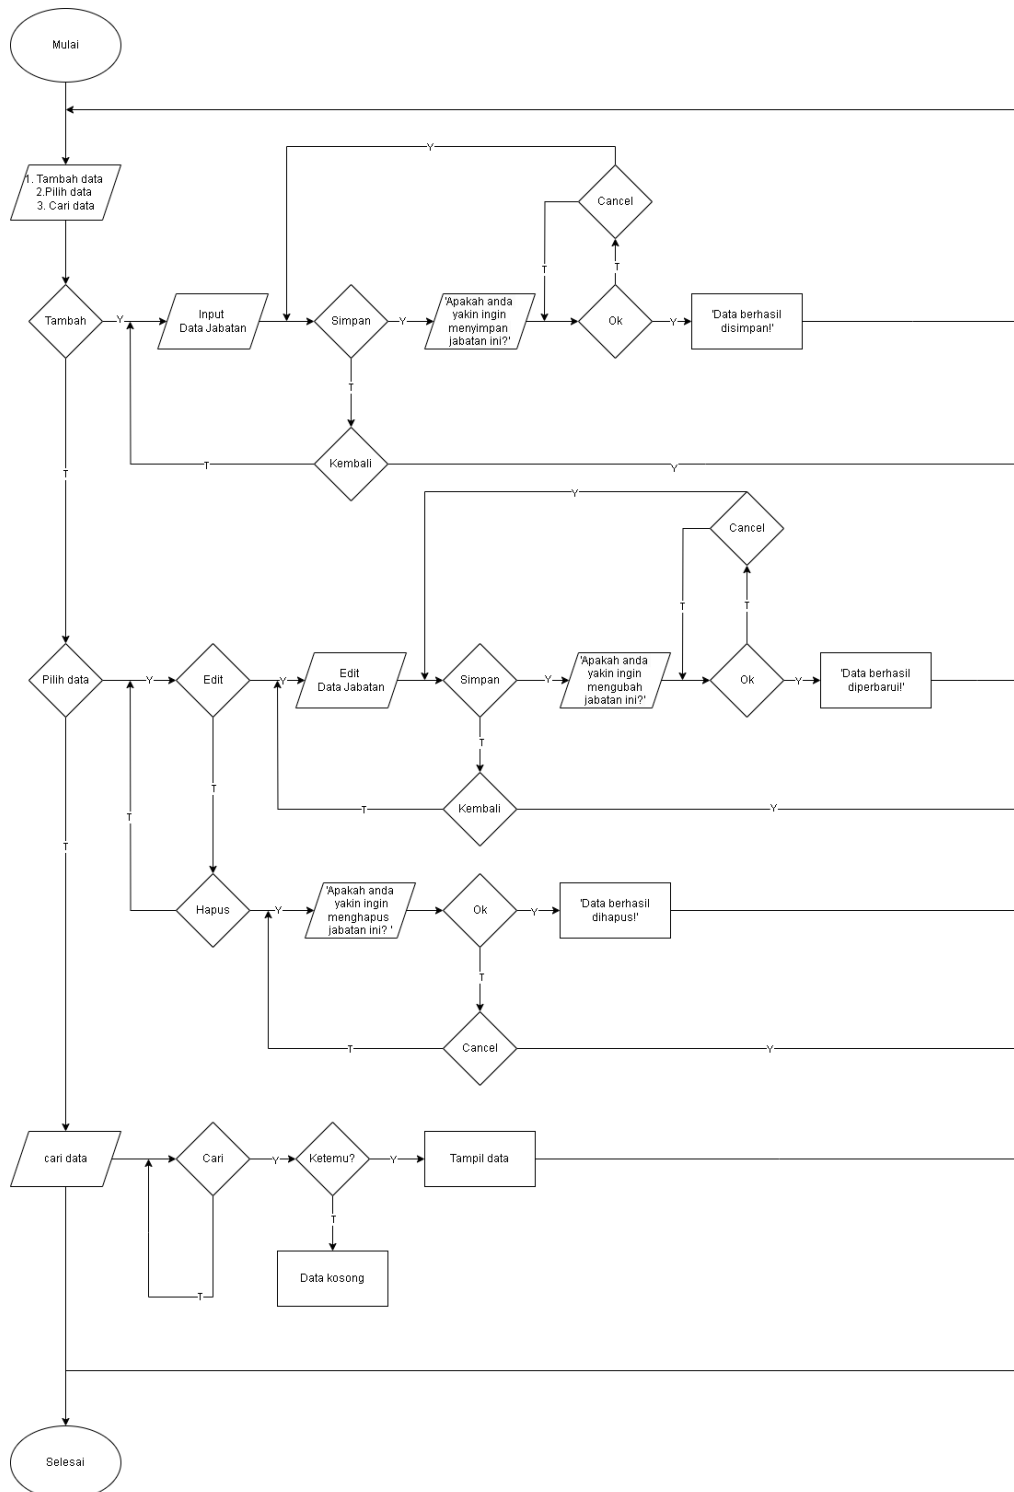 Mulai
1. Tambah data
2.Pilih data
3. Cari data
Y
Cancel
T
T
Tambah
Y
Input
Data Jabatan
Simpan
Y
'Apakah anda
yakin ingin
menyimpan
jabatan ini?'
Ok
Y
'Data berhasil
disimpan!'
T
T
T
Kembali
Y
Y
Cancel
T
T
Pilih data
Y
Edit
Y
Edit
Data Jabatan
Simpan
Y
'Apakah anda
yakin ingin
mengubah
jabatan ini?'
Ok
Y
'Data berhasil
diperbarui!'
T
T
T
Kembali
Y
T
T
Hapus
Y
'Apakah anda
yakin ingin
menghapus
jabatan ini? '
Ok
Y
'Data berhasil
dihapus!'
T
T
Cancel
Y
cari data
Cari
Y
Ketemu?
Y
Tampil data
T
Data kosong
T
Selesai